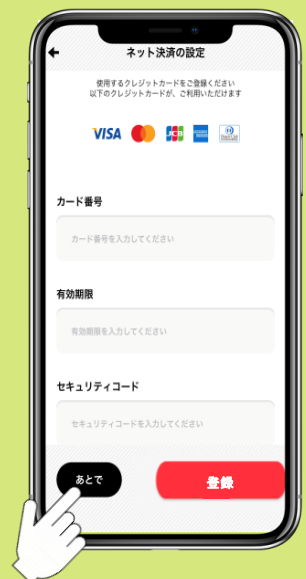 ネット決済の設定
使用するクレジットカードをご登録ください
以下のクレジットカードが、ご利用いただけます
VISA JCB
カード番号
カード番号を入力してください
有効期限
有効期限を入力してください
セキュリティコード
セキュリティコードを入力してください
あとで 登録